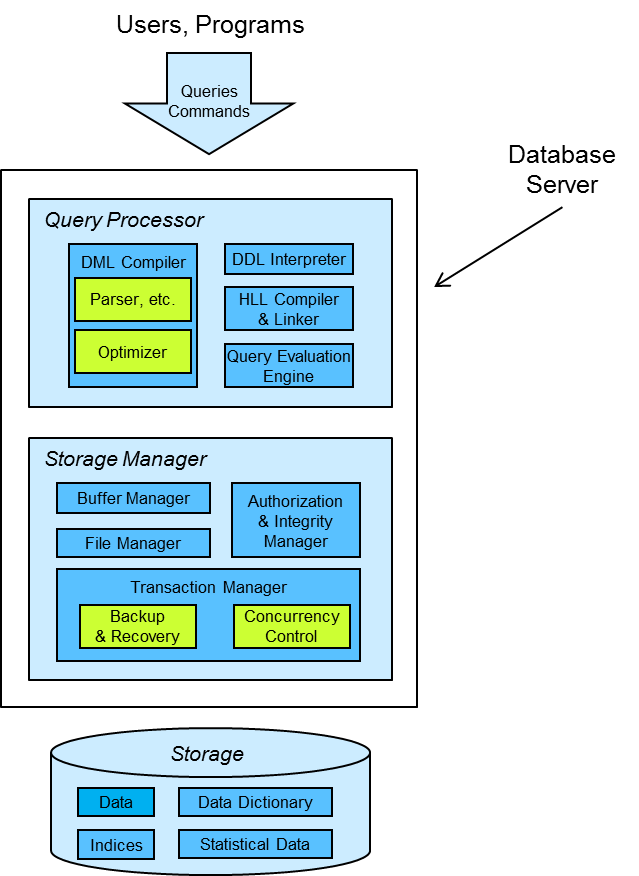 Users, Programs
Queries
Commands
Database
Server
Query Processor
DML Compiler
Parser, etc.
Optimizer
DDL Interpreter
HLL Compiler
& Linker
Query Evaluation
Engine
Storage Manager
Buffer Manager
File Manager
Authorization
& Integrity
Manager
Transaction Manager
Backup
& Recovery
Concurrency
Control
Storage
Data
Data Dictionary
Indices
Statistical Data